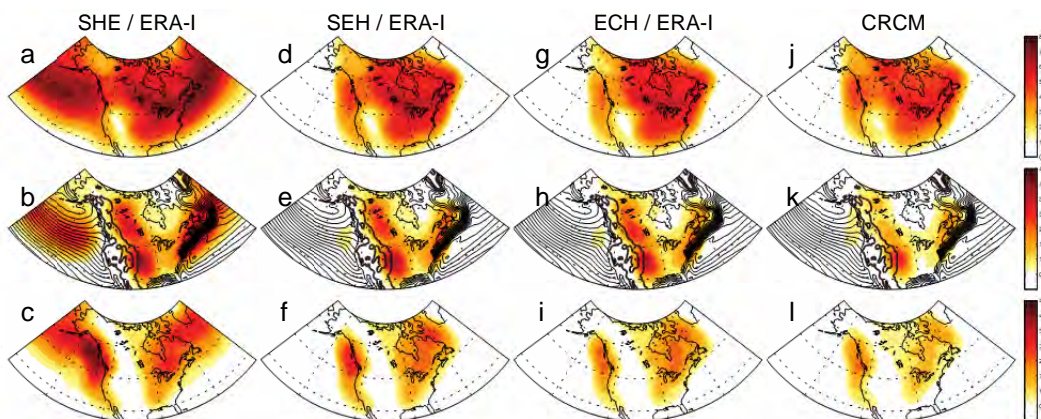 SHE / ERA-I
SEH / ERA-I
ECH / ERA-I
CRCM
a
d
g
j
b
e
h
k
c
f
i
l